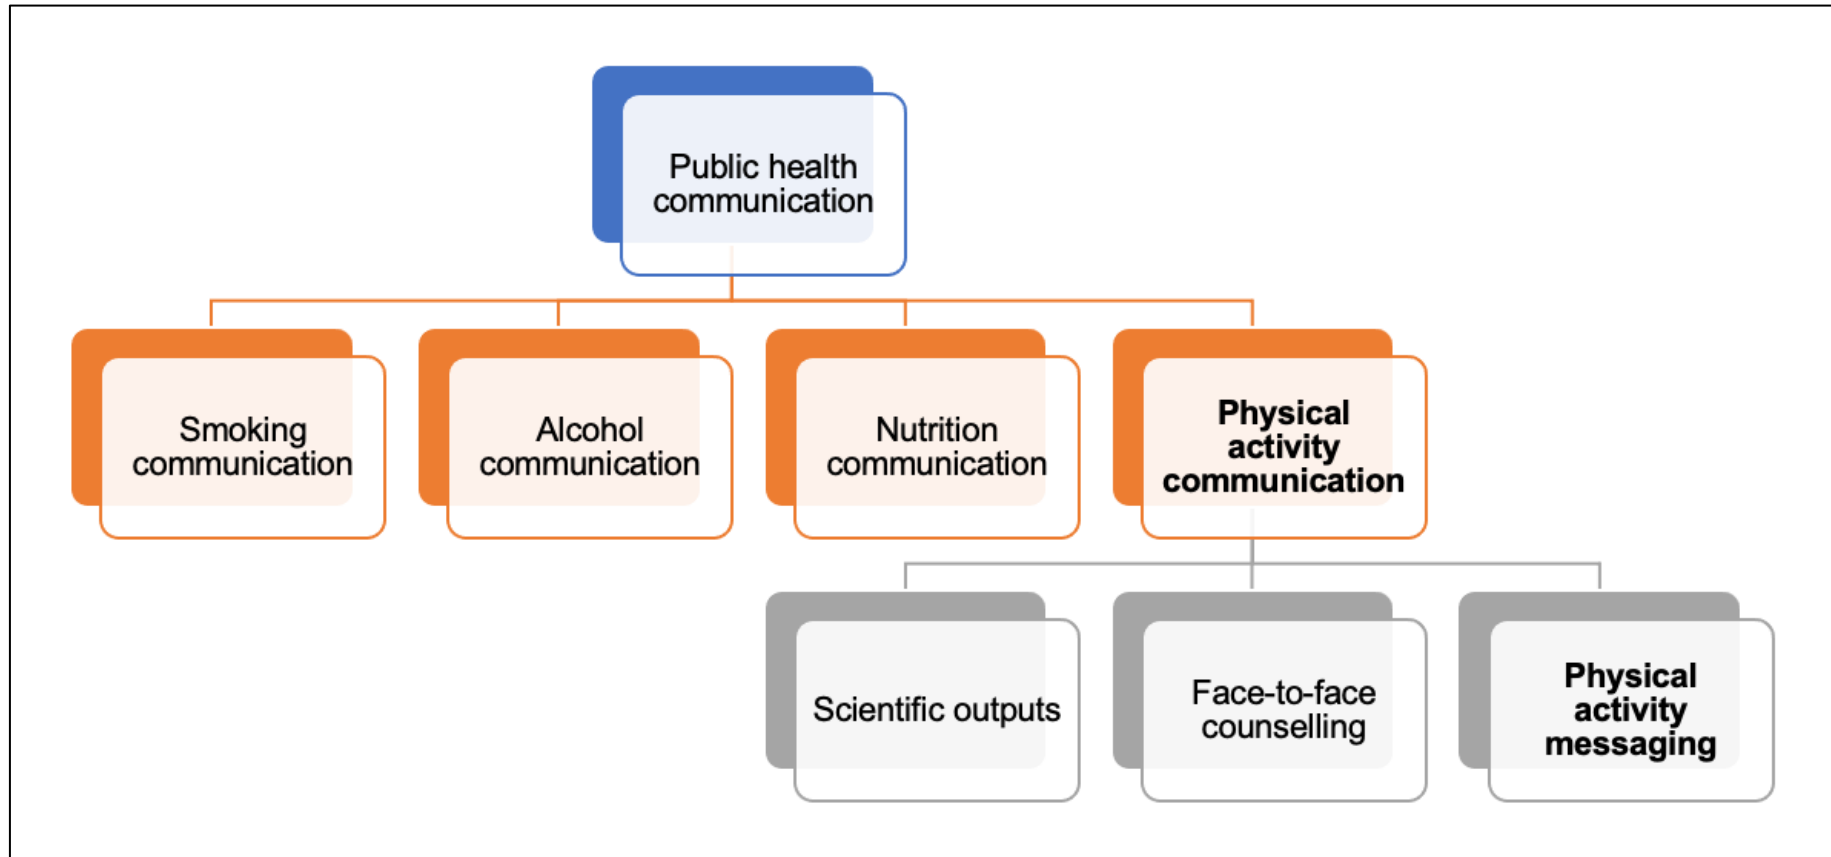 Public health
communication
Smoking
communication
Alcohol
communication
Nutrition
communication
Physical
activity
communication
Scientific outputs
Face-to-face
counselling
Physical
activity
messaging